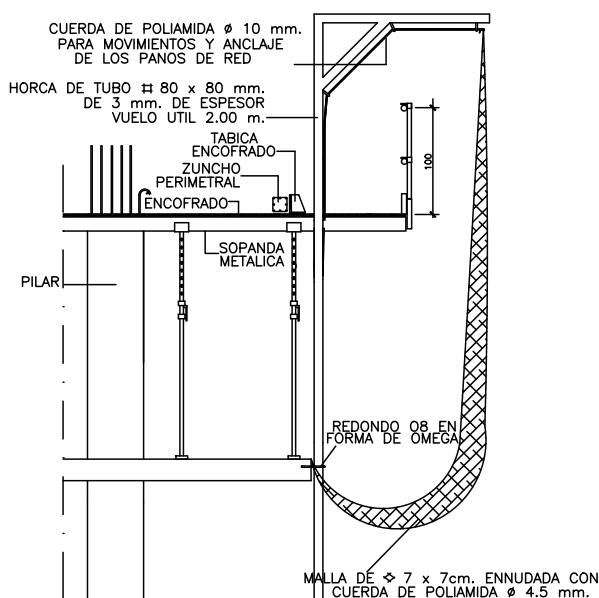 CUERDA DE POLIAMIDA ø 10 mm.
PARA MOVIMIENTOS Y ANCLAJE
DE LOS PANOS DE RED
HORCA DE TUBO ⌗ 80 x 80 mm.
DE 3 mm. DE ESPESOR
VUELO UTIL 2.00 m.
TABICA
ENCOFRADO
ZUNCHO
PERIMETRAL
ENCOFRADO
100
SOPANDA
METALICA
PILAR
REDONDO O8 EN
FORMA DE OMEGA
MALLA DE ⌑ 7 x 7cm. ENNUDADA CON
CUERDA DE POLIAMIDA ø 4.5 mm.